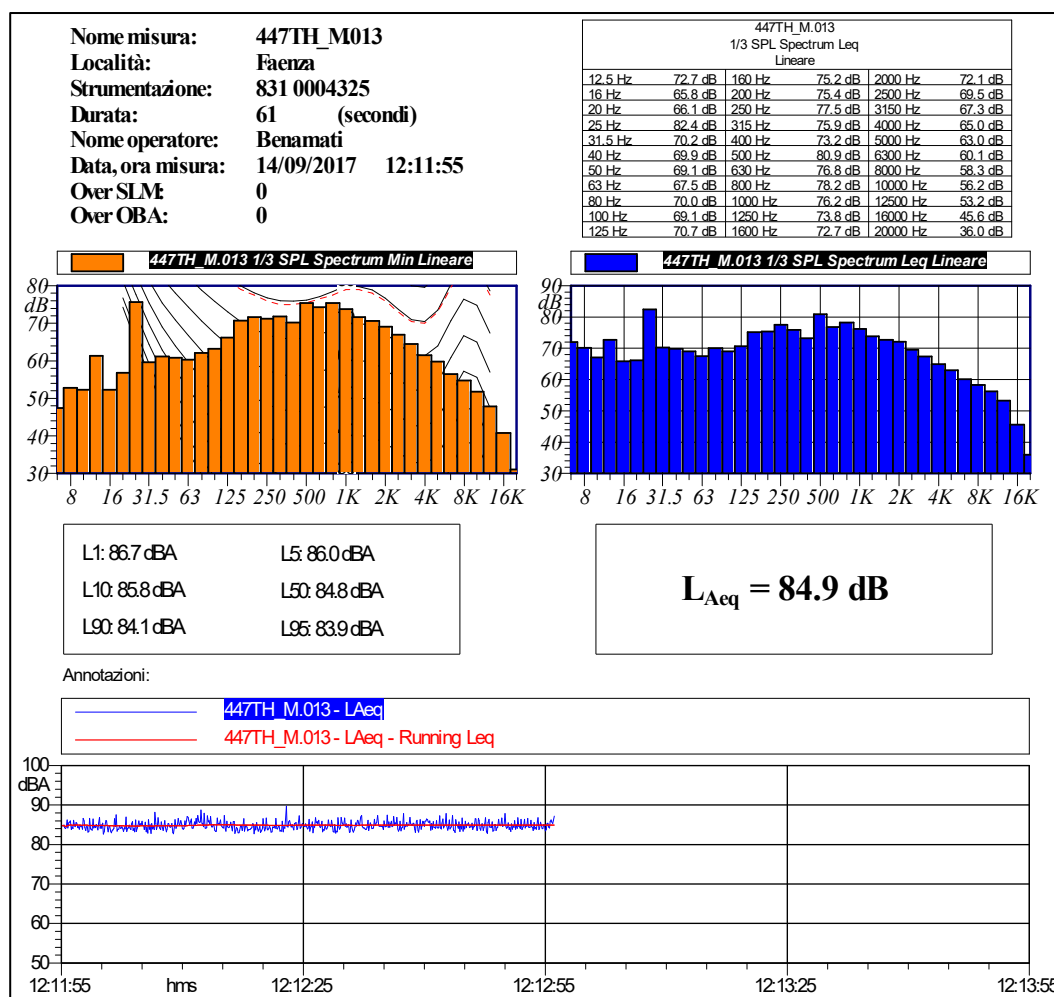 Nome misura: 447TH_M.013
Località: Faenza
Strumentazione: 831 0004325
Durata: 61 (secondi)
Nome operatore: Benamati
Data, ora misura: 14/09/2017 12:11:55
Over SLM: 0
Over OBA: 0
447TH_M.013
1/3 SPL Spectrum Leq
Lineare
12.5 Hz 72.7 dB 160 Hz 75.2 dB 2000 Hz 72.1 dB
16 Hz 65.8 dB 200 Hz 75.4 dB 2500 Hz 69.5 dB
20 Hz 66.1 dB 250 Hz 77.5 dB 3150 Hz 67.3 dB
25 Hz 82.4 dB 315 Hz 75.9 dB 4000 Hz 65.0 dB
31.5 Hz 70.2 dB 400 Hz 73.2 dB 5000 Hz 63.0 dB
40 Hz 69.9 dB 500 Hz 80.9 dB 6300 Hz 60.1 dB
50 Hz 69.1 dB 630 Hz 76.8 dB 8000 Hz 58.3 dB
63 Hz 67.5 dB 800 Hz 78.2 dB 10000 Hz 56.2 dB
80 Hz 70.0 dB 1000 Hz 76.2 dB 12500 Hz 53.2 dB
100 Hz 69.1 dB 1250 Hz 73.8 dB 16000 Hz 45.6 dB
125 Hz 70.7 dB 1600 Hz 72.7 dB 20000 Hz 36.0 dB
447TH_M.013 1/3 SPL Spectrum Min Lineare
80
dB
70
60
50
40
30
8 16 31.5 63 125 250 500 1K 2K 4K 8K 16K
447TH_M.013 1/3 SPL Spectrum Leq Lineare
90
dB
80
70
60
50
40
30
8 16 31.5 63 125 250 500 1K 2K 4K 8K 16K
L1: 86.7 dBA L5: 86.0 dBA
L10: 85.8 dBA L50: 84.8 dBA
L90: 84.1 dBA L95: 83.9 dBA
LAeq = 84.9 dB
Annotazioni:
447TH_M.013 - LAeq
447TH_M.013 - LAeq - Running Leq
100
dBA
90
80
70
60
50
12:11:55 hms 12:12:25 12:12:55 12:13:25 12:13:55